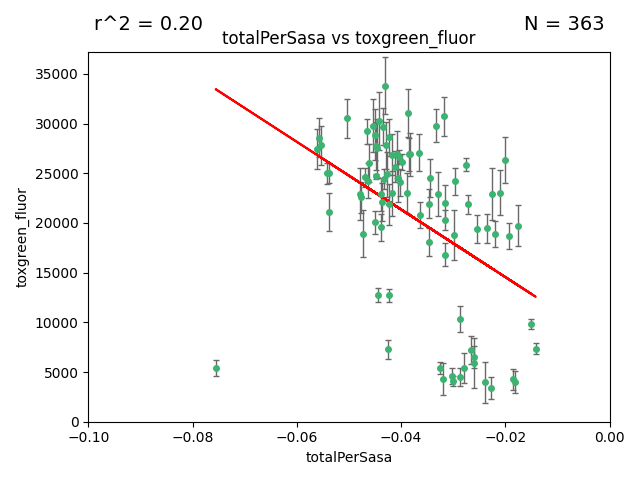 r^2 = 0.20
N = 363
totalPerSasa vs toxgreen_fluor
35000
30000
25000
20000
15000
10000
5000
0
toxgreen_fluor
−0.10
−0.08
−0.06
−0.04
−0.02
0.00
totalPerSasa